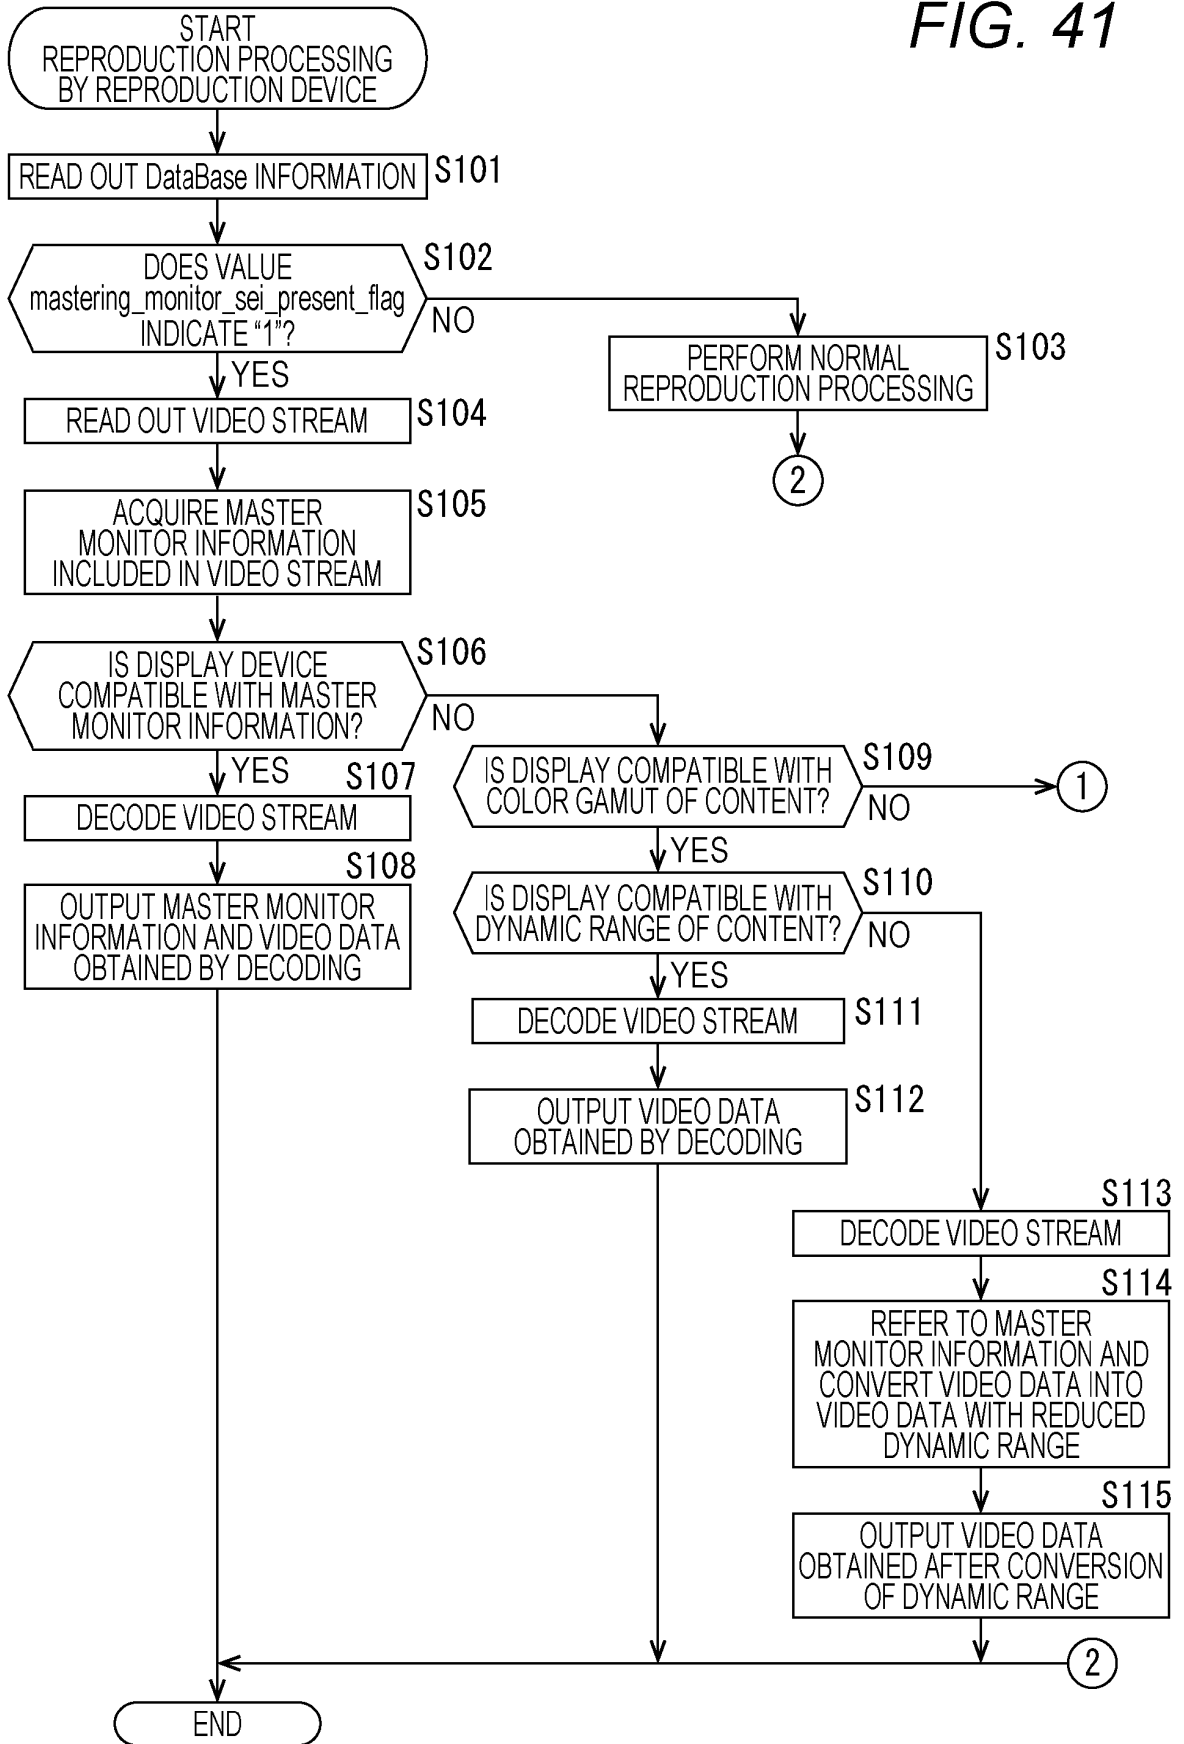 FIG. 41
START
REPRODUCTION PROCESSING
BY REPRODUCTION DEVICE
S101
READ OUT DataBase INFORMATION
S102
DOES VALUE
mastering_monitor_sei_present_flag
INDICATE “1”?
NO
YES
S103
PERFORM NORMAL
REPRODUCTION PROCESSING
2
S104
READ OUT VIDEO STREAM
S105
ACQUIRE MASTER
MONITOR INFORMATION
INCLUDED IN VIDEO STREAM
S106
IS DISPLAY DEVICE
COMPATIBLE WITH MASTER
MONITOR INFORMATION?
NO
YES
S107
DECODE VIDEO STREAM
S108
OUTPUT MASTER MONITOR
INFORMATION AND VIDEO DATA
OBTAINED BY DECODING
S109
IS DISPLAY COMPATIBLE WITH
COLOR GAMUT OF CONTENT?
NO
1
YES
S110
IS DISPLAY COMPATIBLE WITH
DYNAMIC RANGE OF CONTENT?
NO
YES
S111
DECODE VIDEO STREAM
S112
OUTPUT VIDEO DATA
OBTAINED BY DECODING
S113
DECODE VIDEO STREAM
S114
REFER TO MASTER
MONITOR INFORMATION AND
CONVERT VIDEO DATA INTO
VIDEO DATA WITH REDUCED
DYNAMIC RANGE
S115
OUTPUT VIDEO DATA
OBTAINED AFTER CONVERSION
OF DYNAMIC RANGE
2
END